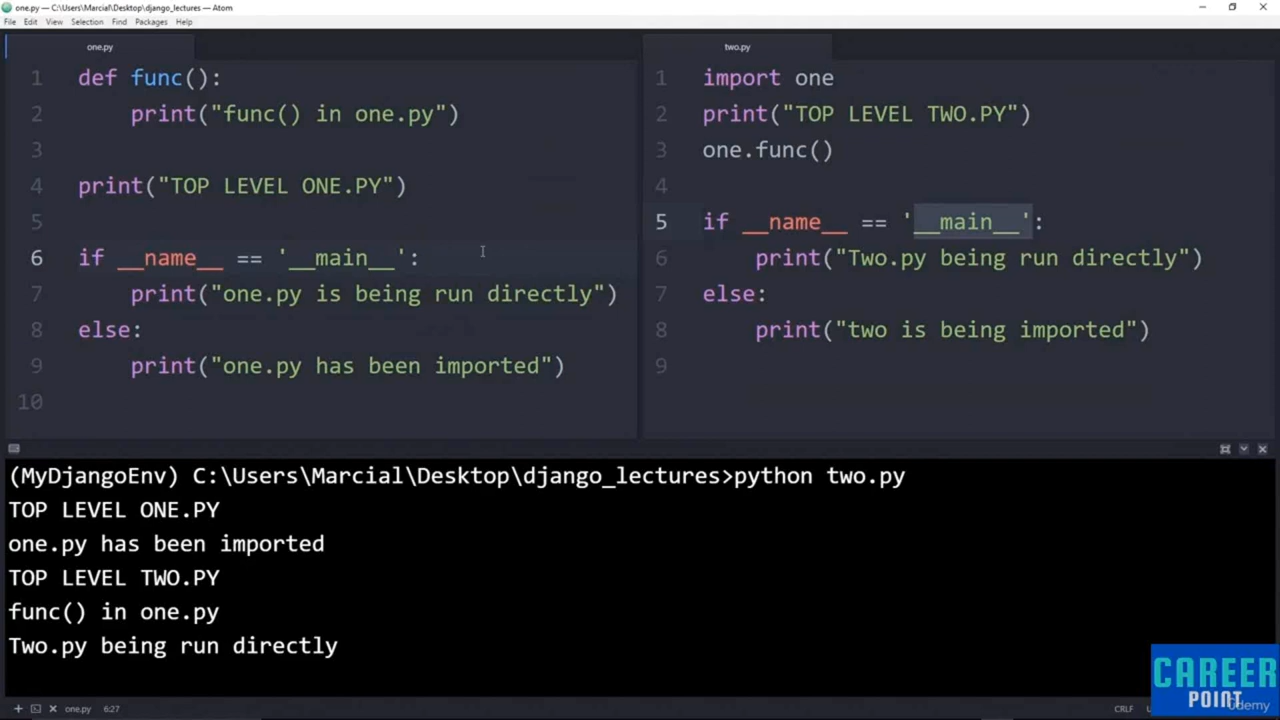 one.py — C:\Users\Marcial\Desktop\django_lectures — Atom
File Edit View Selection Find Packages Help
one.py
1 def func():
2     print("func() in one.py")
3
4 print("TOP LEVEL ONE.PY")
5
6 if __name__ == '__main__':
7     print("one.py is being run directly")
8 else:
9     print("one.py has been imported")
10
two.py
1 import one
2 print("TOP LEVEL TWO.PY")
3 one.func()
4
5 if __name__ == '__main__':
6     print("Two.py being run directly")
7 else:
8     print("two is being imported")
9
(MyDjangoEnv) C:\Users\Marcial\Desktop\django_lectures>python two.py
TOP LEVEL ONE.PY
one.py has been imported
TOP LEVEL TWO.PY
func() in one.py
Two.py being run directly
CAREER
POINT
Udemy
one.py 6:27
CRLF